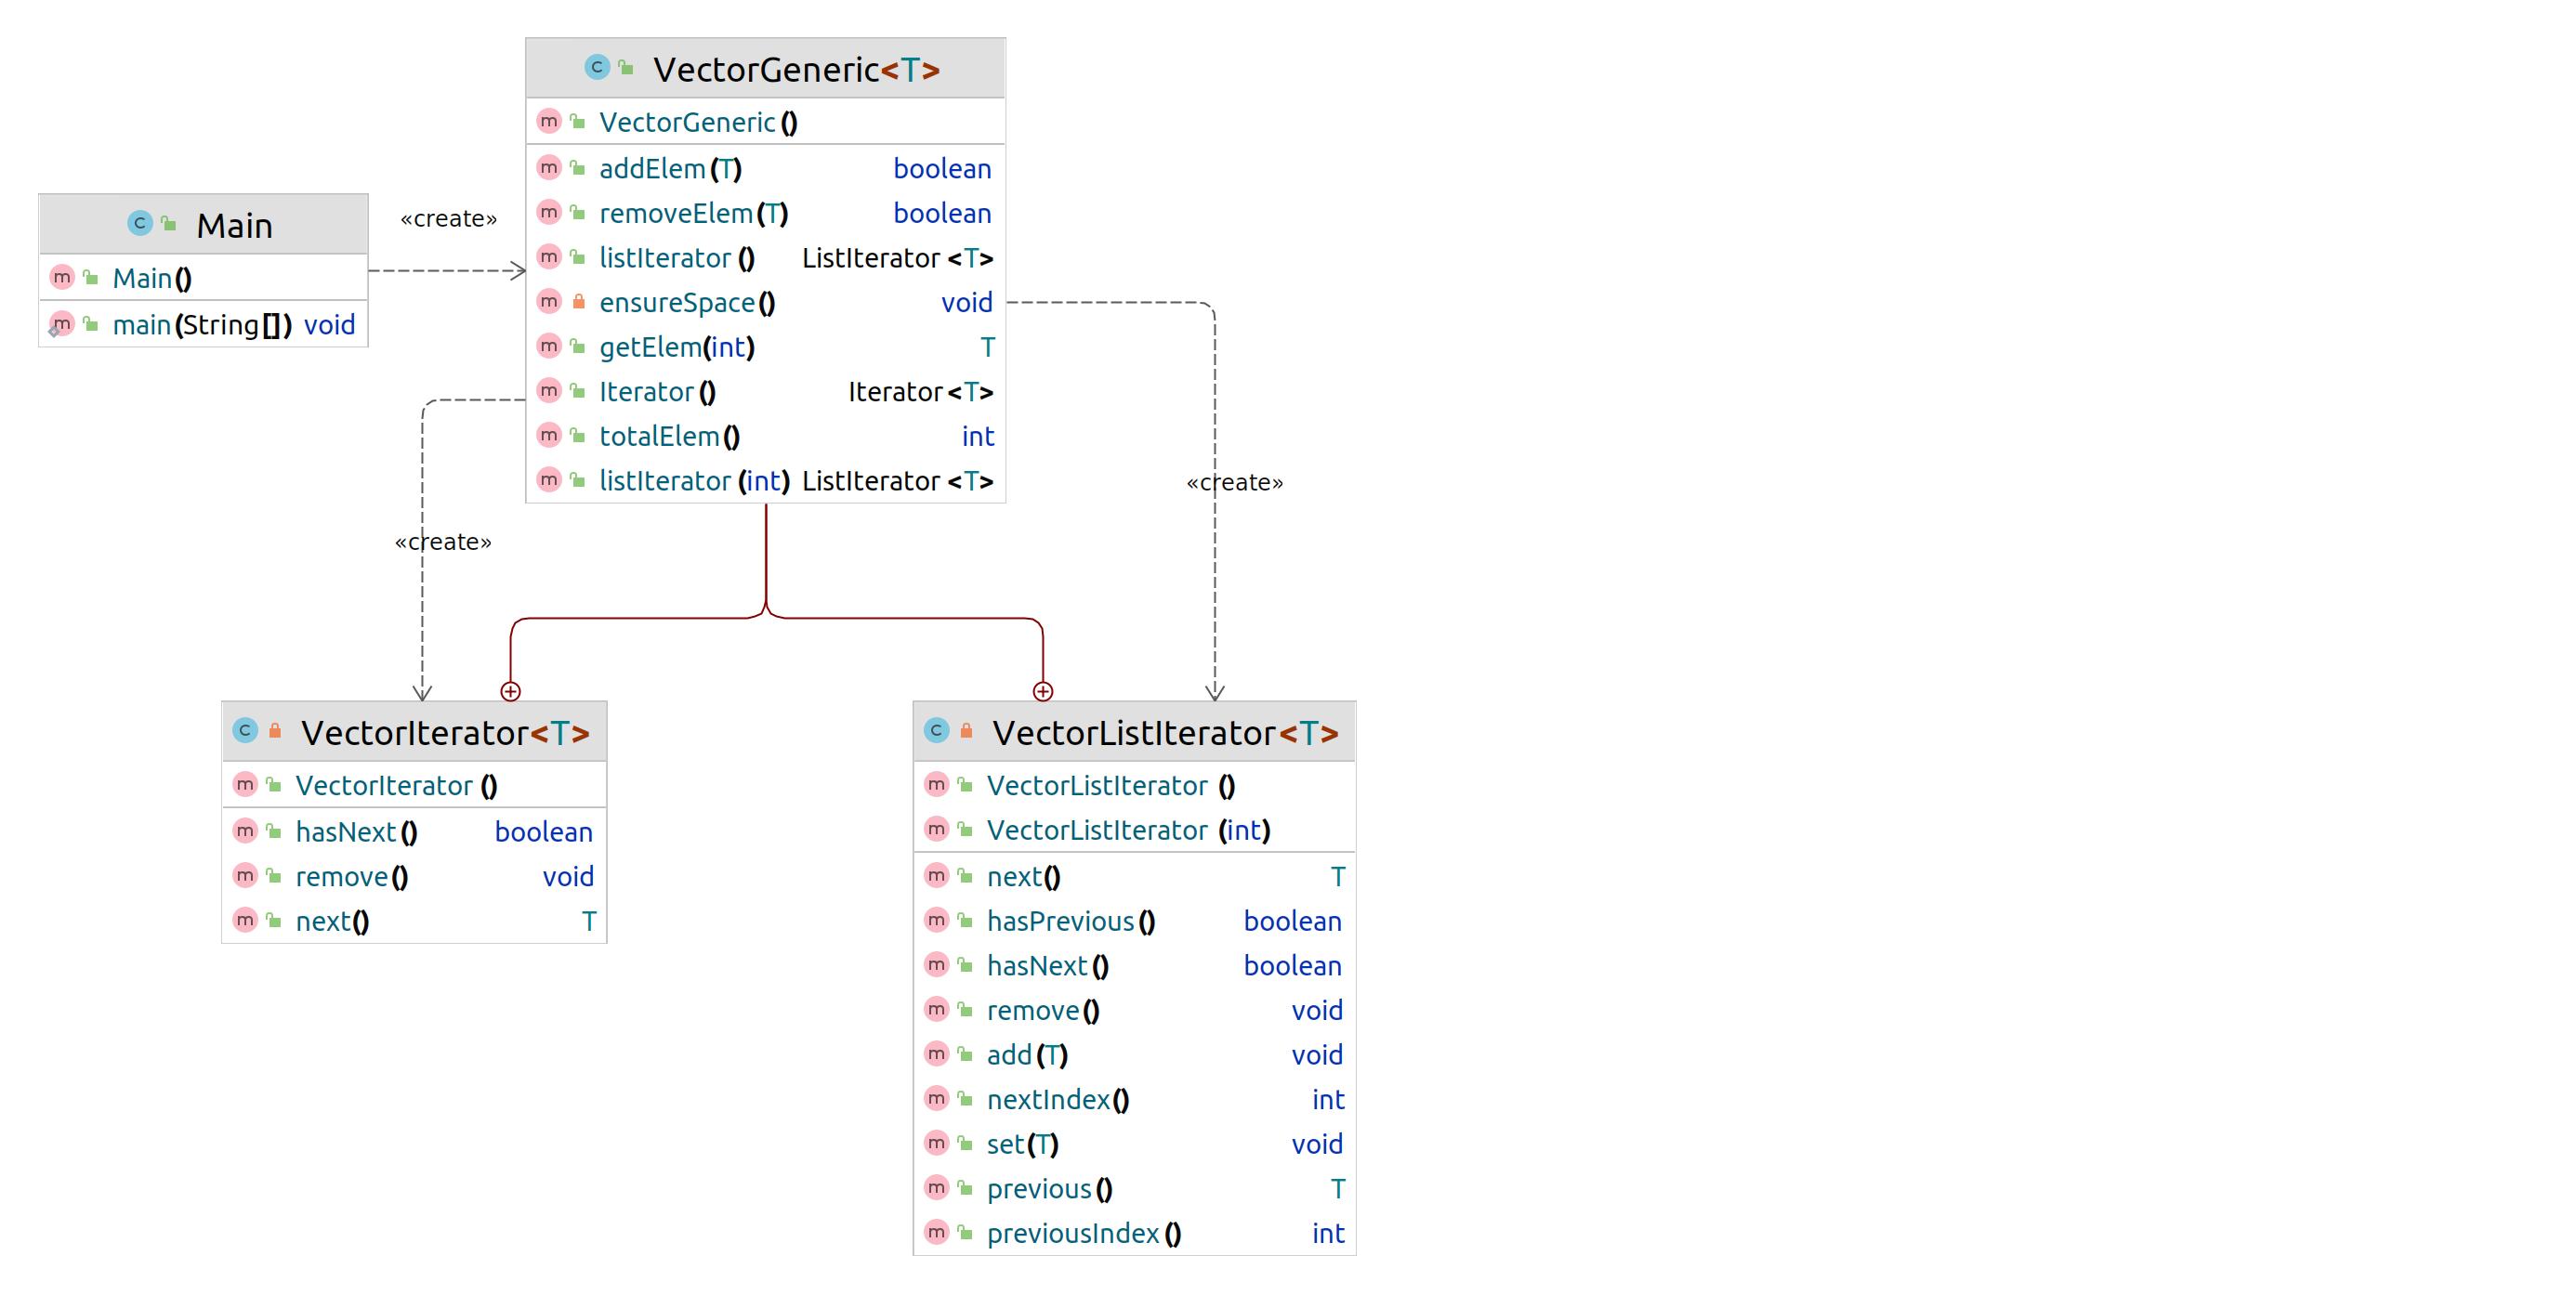 VectorGeneric<T>
VectorGeneric()
addElem(T) boolean
removeElem(T) boolean
listIterator() ListIterator<T>
ensureSpace() void
getElem(int) T
Iterator() Iterator<T>
totalElem() int
listIterator(int) ListIterator<T>
Main
Main()
main(String[]) void
«create»
«create»
«create»
VectorIterator<T>
VectorIterator()
hasNext() boolean
remove() void
next() T
VectorListIterator<T>
VectorListIterator()
VectorListIterator(int)
next() T
hasPrevious() boolean
hasNext() boolean
remove() void
add(T) void
nextIndex() int
set(T) void
previous() T
previousIndex() int